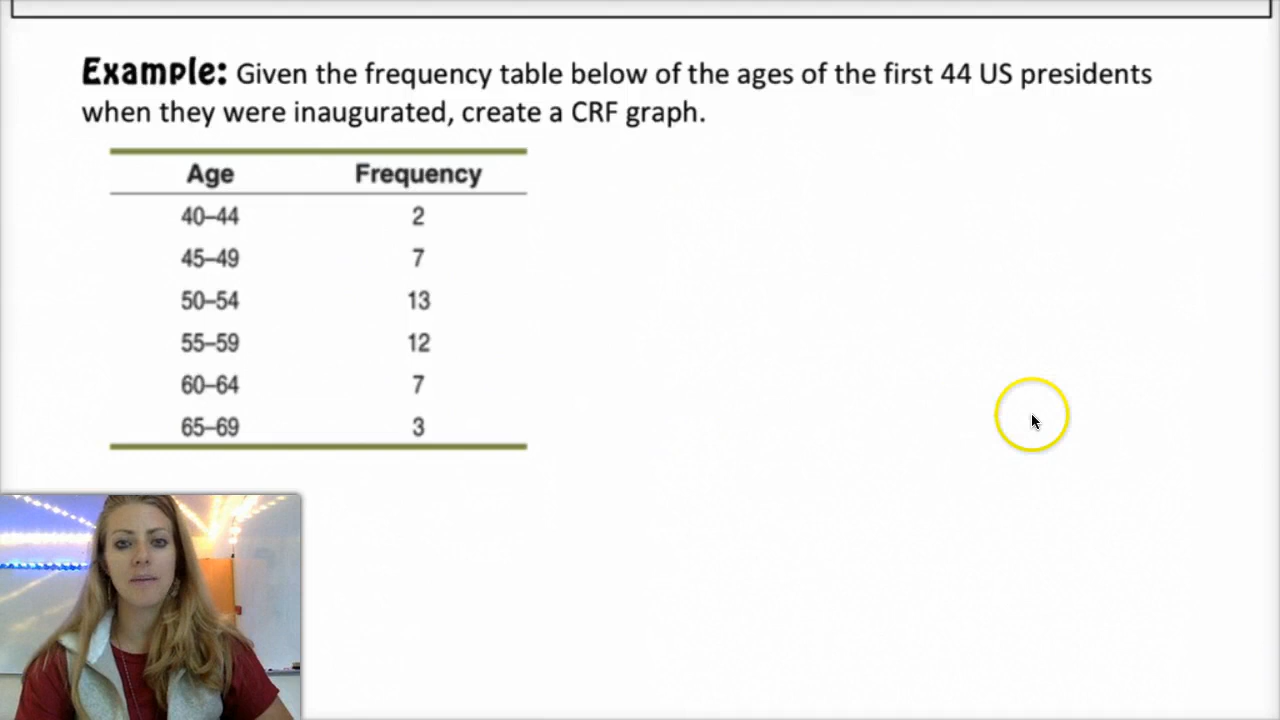 Example: Given the frequency table below of the ages of the first 44 US presidents
when they were inaugurated, create a CRF graph.
Age Frequency
40–44 2
45–49 7
50–54 13
55–59 12
60–64 7
65–69 3